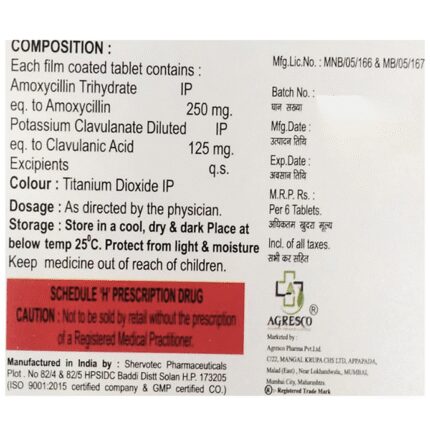 COMPOSITION :
Each film coated tablet contains :
Amoxycillin Trihydrate IP
eq. to Amoxycillin 250 mg.
Potassium Clavulanate Diluted IP
eq. to Clavulanic Acid 125 mg.
Excipients q.s.
Colour : Titanium Dioxide IP
Dosage : As directed by the physician.
Storage : Store in a cool, dry & dark Place at
below temp 25°C. Protect from light & moisture
Keep medicine out of reach of children.
SCHEDULE 'H' PRESCRIPTION DRUG
CAUTION : Not to be sold by retail without the prescription
of a Registered Medical Practitioner.
Manufactured in India by : Shervotec Pharmaceuticals
Plot . No 82/4 & 82/5 HPSIDC Baddi Distt Solan H.P. 173205
(ISO 9001:2015 certified company & GMP certified CO.)
Mfg.Lic.No.: MNB/05/166 & MB/05/167
Batch No. :
घान संख्या
Mfg.Date :
उत्पादन तिथि
Exp.Date :
अवसान तिथि
M.R.P. Rs :
Per 6 Tablets.
अधिकतम खुदरा मूल्य
Incl. of all taxes.
सभी कर सहित
AGRESCO ®
Marketed by :
Agresco Pharma Pvt.Ltd.
C/22, MANGAL KRUPA CHS LTD, APPAPADA,
Malad (East) , Near Lokhandwala., MUMBAI,
Mumbai City, Maharashtra.
® - Registered Trade Mark